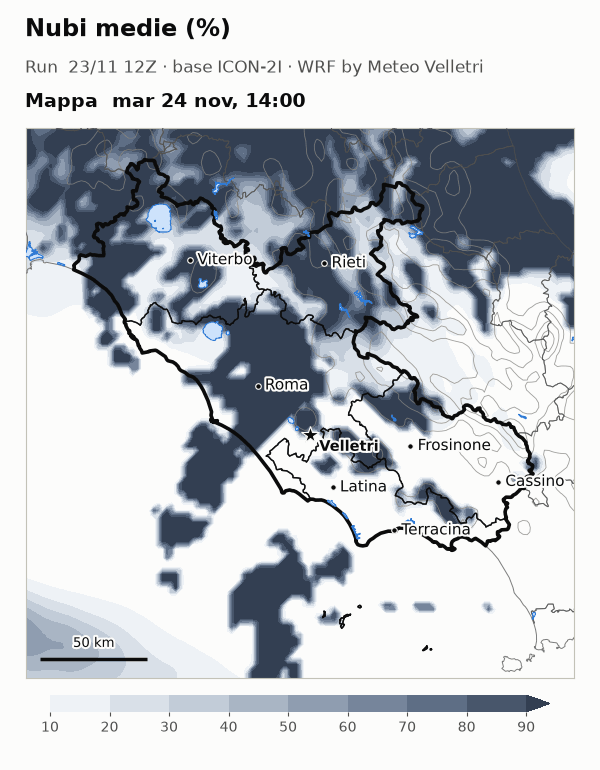 Nubi medie (%)
Run 23/11 12Z · base ICON-2I · WRF by Meteo Velletri
Mappa mar 24 nov, 14:00
Viterbo
Rieti
Roma
Velletri
Frosinone
Latina
Cassino
Terracina
50 km
10 20 30 40 50 60 70 80 90